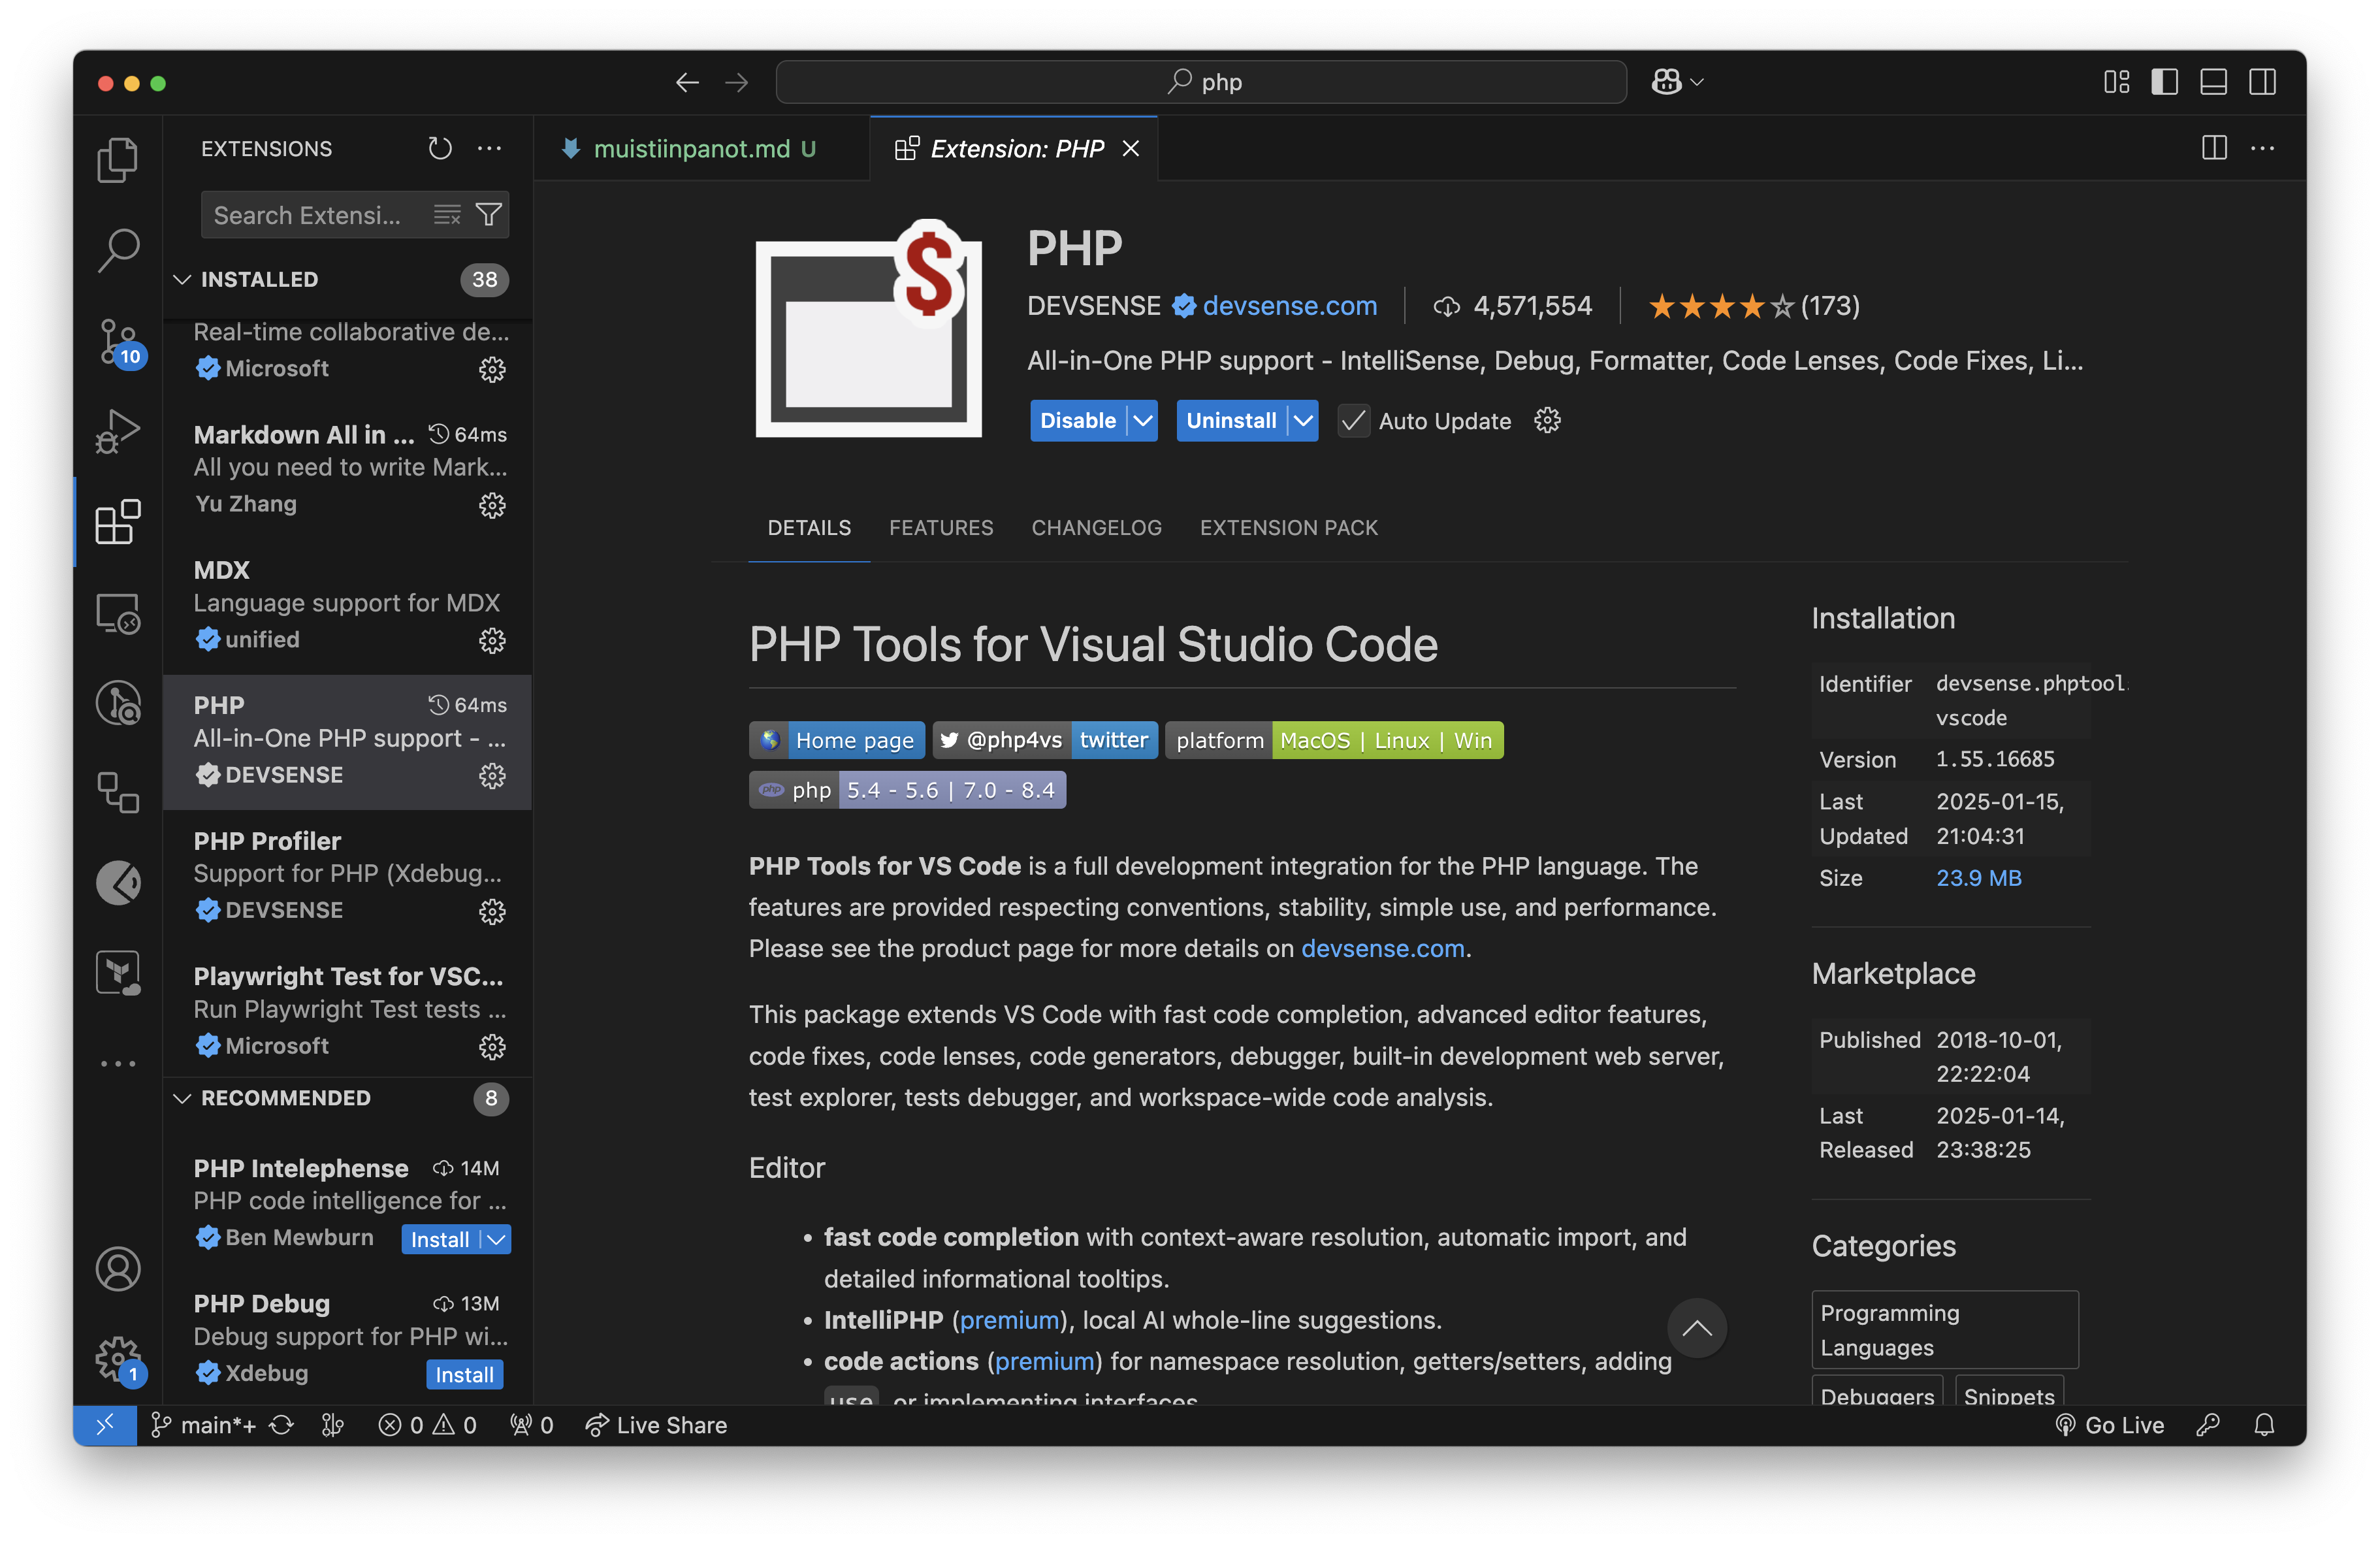 php
EXTENSIONS
Search Extensi...
INSTALLED 38
Real-time collaborative de...
Microsoft
Markdown All in ... 64ms
All you need to write Mark...
Yu Zhang
MDX
Language support for MDX
unified
PHP 64ms
All-in-One PHP support - ...
DEVSENSE
PHP Profiler
Support for PHP (Xdebug...
DEVSENSE
Playwright Test for VSC...
Run Playwright Test tests ...
Microsoft
RECOMMENDED 8
PHP Intelephense 14M
PHP code intelligence for ...
Ben Mewburn Install
PHP Debug 13M
Debug support for PHP wi...
Xdebug Install
10
1
muistiinpanot.md U
Extension: PHP
$
PHP
DEVSENSE devsense.com 4,571,554 (173)
All-in-One PHP support - IntelliSense, Debug, Formatter, Code Lenses, Code Fixes, Li...
Disable Uninstall Auto Update
DETAILS FEATURES CHANGELOG EXTENSION PACK
PHP Tools for Visual Studio Code
Home page @php4vs twitter platform MacOS | Linux | Win
php php 5.4 - 5.6 | 7.0 - 8.4
PHP Tools for VS Code is a full development integration for the PHP language. The
features are provided respecting conventions, stability, simple use, and performance.
Please see the product page for more details on devsense.com.
This package extends VS Code with fast code completion, advanced editor features,
code fixes, code lenses, code generators, debugger, built-in development web server,
test explorer, tests debugger, and workspace-wide code analysis.
Editor
• fast code completion with context-aware resolution, automatic import, and
detailed informational tooltips.
• IntelliPHP (premium), local AI whole-line suggestions.
• code actions (premium) for namespace resolution, getters/setters, adding
use or implementing interfaces
Installation
Identifier devsense.phptool
vscode
Version 1.55.16685
Last 2025-01-15,
Updated 21:04:31
Size 23.9 MB
Marketplace
Published 2018-10-01,
22:22:04
Last 2025-01-14,
Released 23:38:25
Categories
Programming
Languages
Debuggers Snippets
main*+ 0 0 0 Live Share Go Live